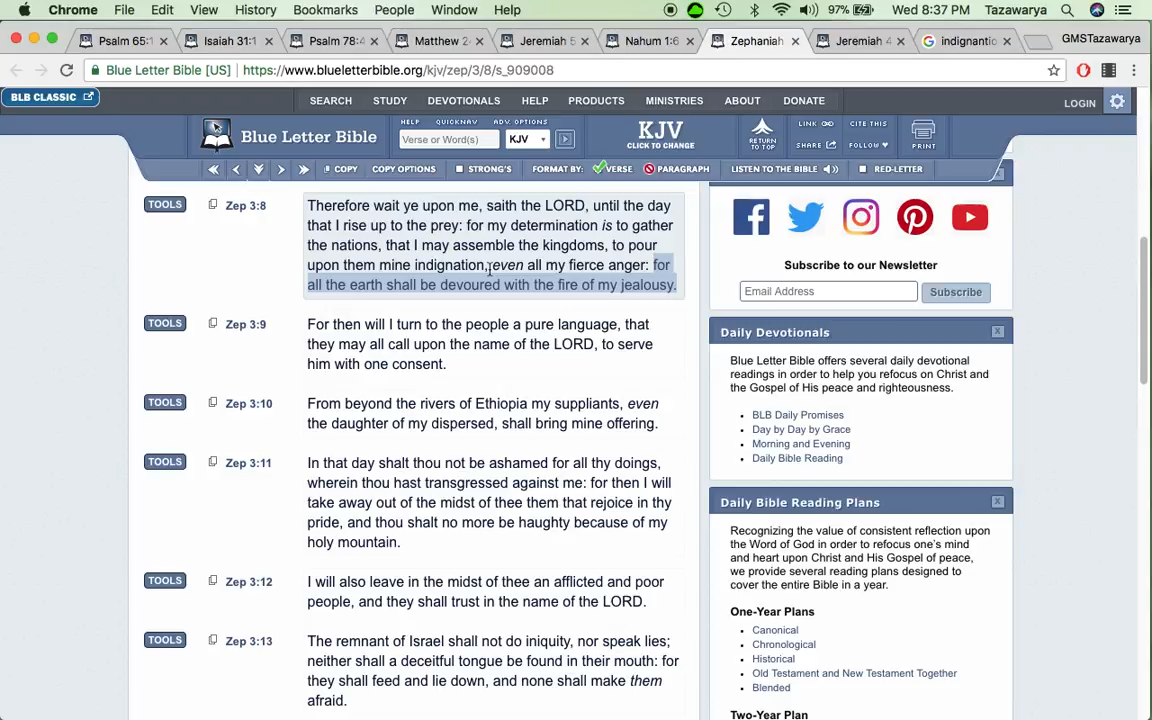 Chrome File Edit View History Bookmarks People Window Help 97% Wed 8:37 PM Tazawarya
Psalm 65:1 Isaiah 31:1 Psalm 78:4 Matthew 2 Jeremiah 5 Nahum 1:6 Zephaniah Jeremiah 4 indignantio GMSTazawarya
Blue Letter Bible [US] https://www.blueletterbible.org/kjv/zep/3/8/s_909008
BLB CLASSIC SEARCH STUDY DEVOTIONALS HELP PRODUCTS MINISTRIES ABOUT DONATE LOGIN
HELP QUICKNAV ADV. OPTIONS
Blue Letter Bible Verse or Word(s) KJV
KJV
CLICK TO CHANGE
RETURN
TO TOP
LINK CITE THIS
SHARE FOLLOW PRINT
COPY COPY OPTIONS STRONG'S FORMAT BY: VERSE PARAGRAPH LISTEN TO THE BIBLE RED-LETTER
TOOLS Zep 3:8 Therefore wait ye upon me, saith the LORD, until the day
that I rise up to the prey: for my determination is to gather
the nations, that I may assemble the kingdoms, to pour
upon them mine indignation, even all my fierce anger: for
all the earth shall be devoured with the fire of my jealousy.
TOOLS Zep 3:9 For then will I turn to the people a pure language, that
they may all call upon the name of the LORD, to serve
him with one consent.
TOOLS Zep 3:10 From beyond the rivers of Ethiopia my suppliants, even
the daughter of my dispersed, shall bring mine offering.
TOOLS Zep 3:11 In that day shalt thou not be ashamed for all thy doings,
wherein thou hast transgressed against me: for then I will
take away out of the midst of thee them that rejoice in thy
pride, and thou shalt no more be haughty because of my
holy mountain.
TOOLS Zep 3:12 I will also leave in the midst of thee an afflicted and poor
people, and they shall trust in the name of the LORD.
TOOLS Zep 3:13 The remnant of Israel shall not do iniquity, nor speak lies;
neither shall a deceitful tongue be found in their mouth: for
they shall feed and lie down, and none shall make them
afraid.
Subscribe to our Newsletter
Email Address Subscribe
Daily Devotionals
Blue Letter Bible offers several daily devotional
readings in order to help you refocus on Christ and
the Gospel of His peace and righteousness.
BLB Daily Promises
Day by Day by Grace
Morning and Evening
Daily Bible Reading
Daily Bible Reading Plans
Recognizing the value of consistent reflection upon
the Word of God in order to refocus one's mind
and heart upon Christ and His Gospel of peace,
we provide several reading plans designed to
cover the entire Bible in a year.
One-Year Plans
Canonical
Chronological
Historical
Old Testament and New Testament Together
Blended
Two-Year Plan